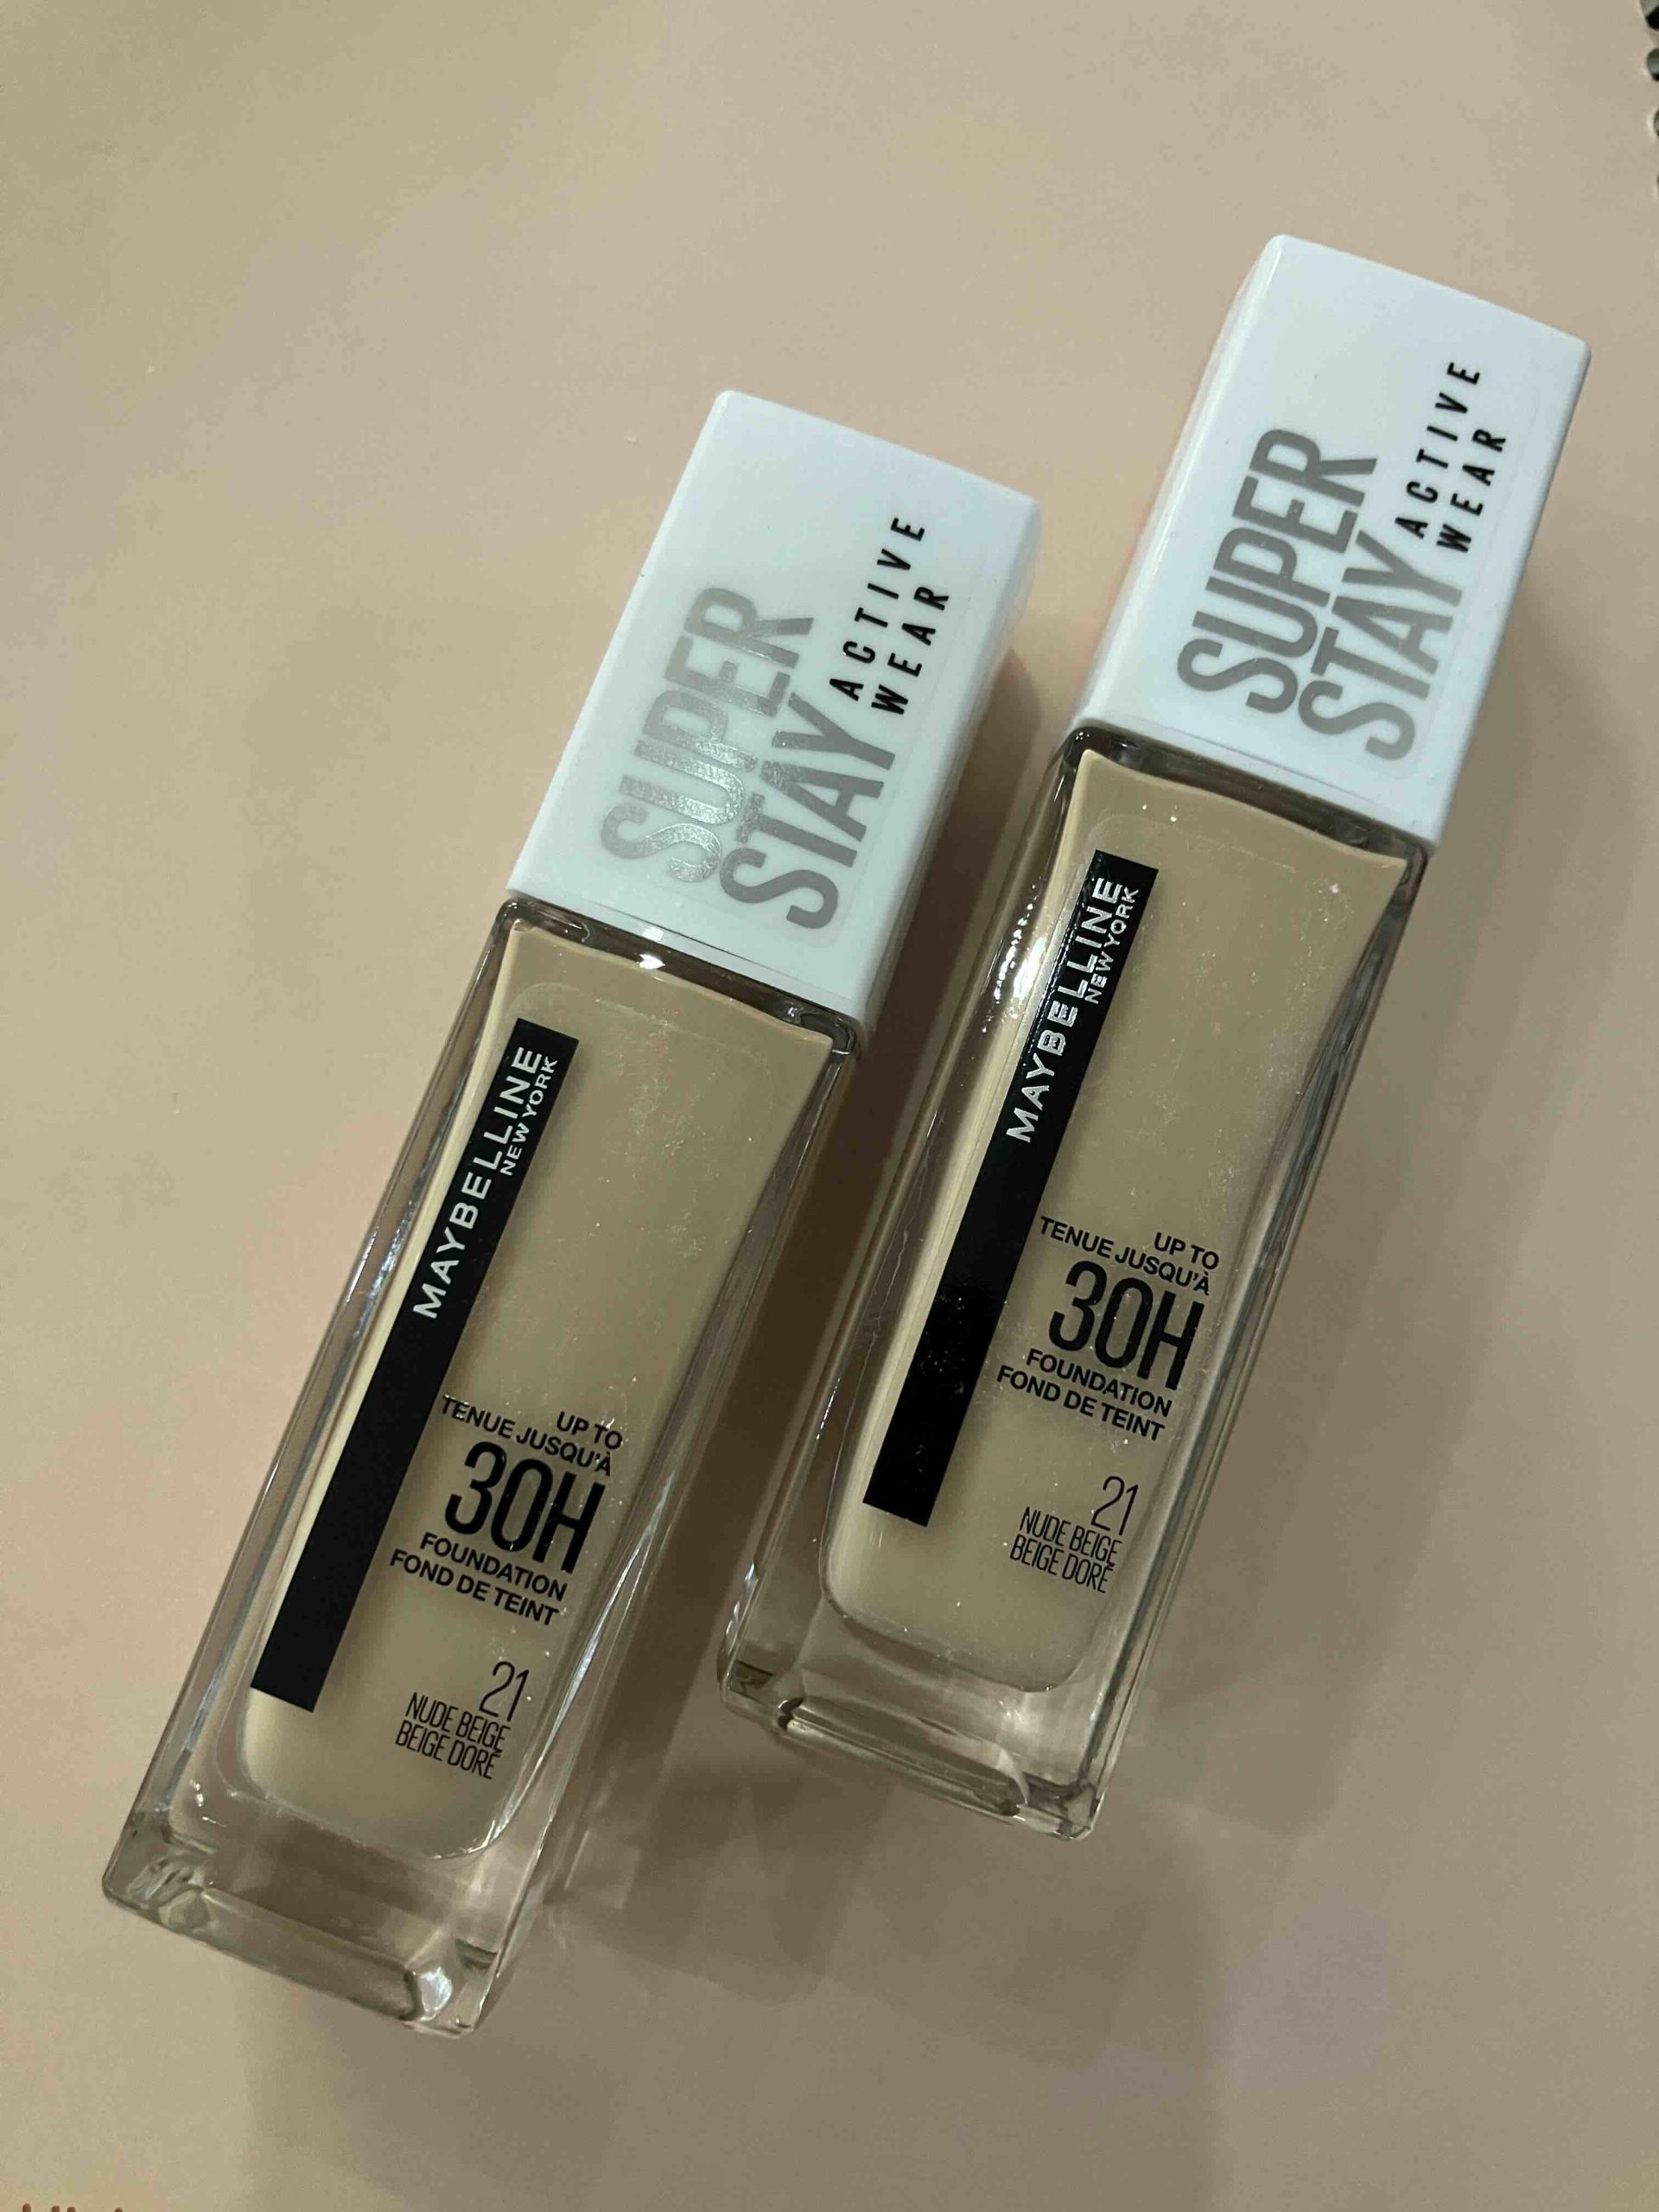 SUPER
STAY
ACTIVE
WEAR
MAYBELLINE
NEW YORK
UP TO
TENUE JUSQU'À
30H
FOUNDATION
FOND DE TEINT
21
NUDE BEIGE
BEIGE DORÉ
SUPER
STAY
ACTIVE
WEAR
MAYBELLINE
NEW YORK
UP TO
TENUE JUSQU'À
30H
FOUNDATION
FOND DE TEINT
21
NUDE BEIGE
BEIGE DORÉ